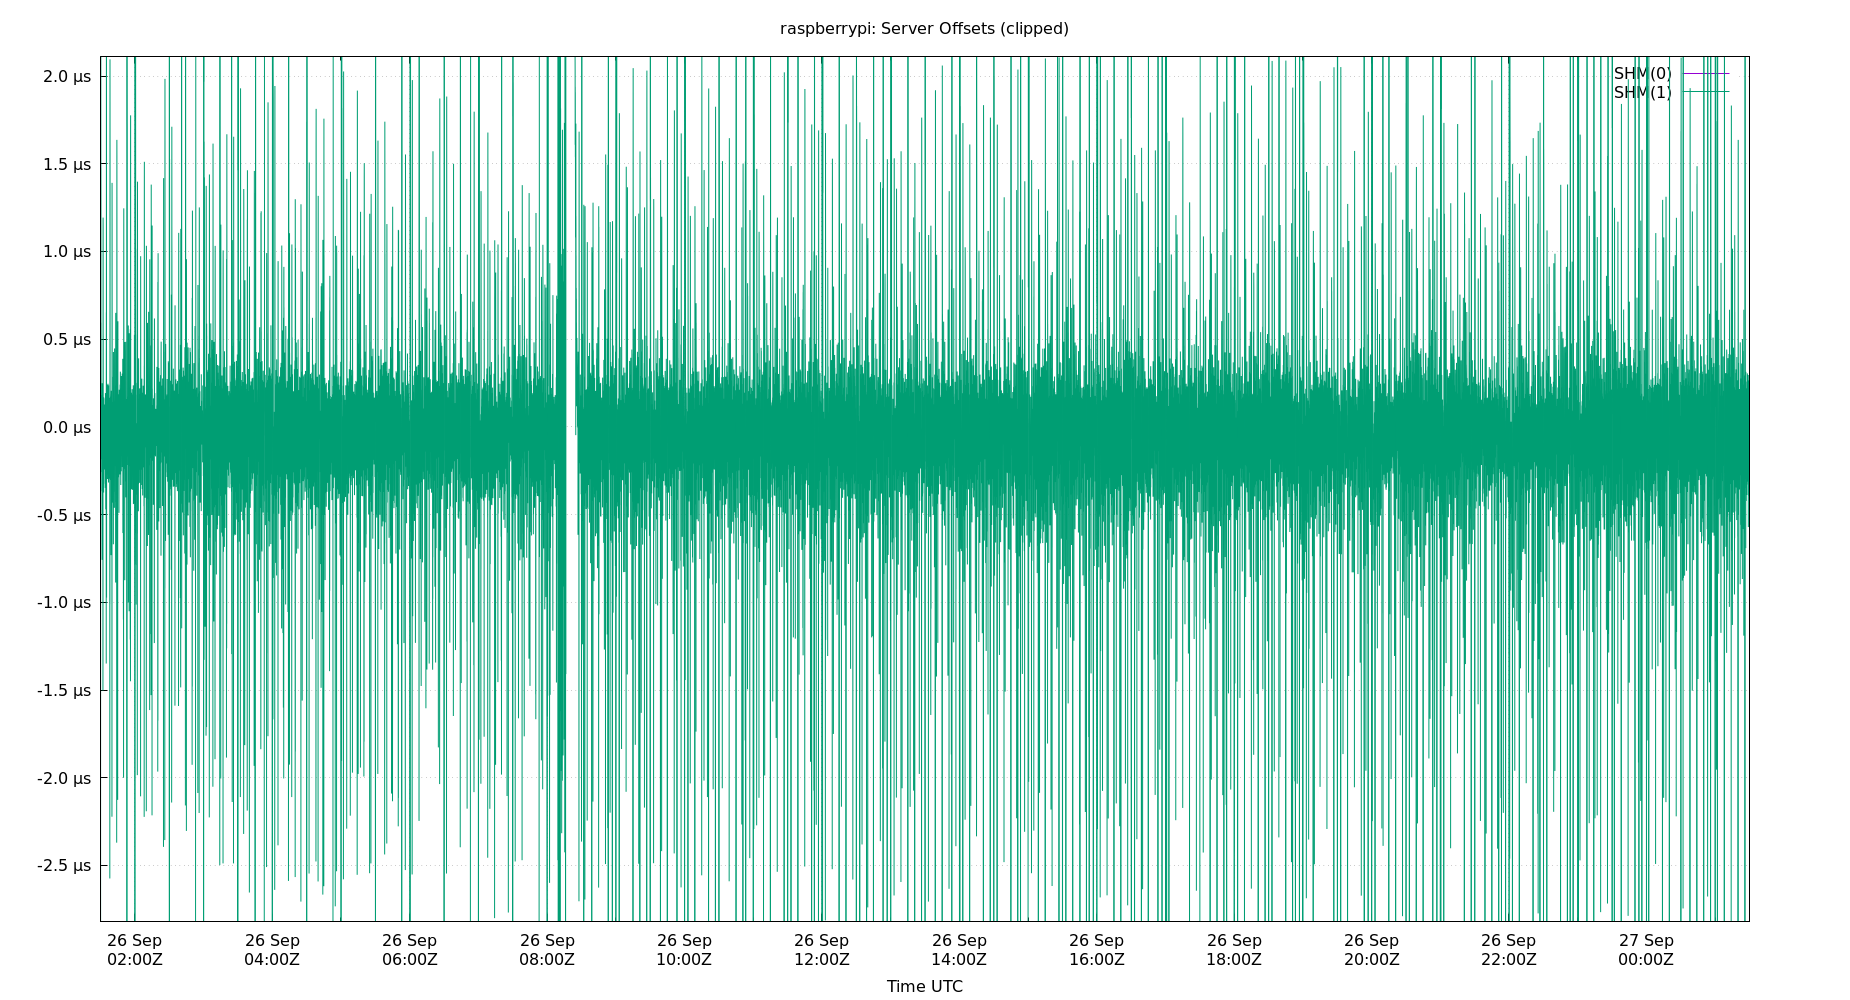 raspberrypi: Server Offsets (clipped)
2.0 µs
1.5 µs
1.0 µs
0.5 µs
0.0 µs
-0.5 µs
-1.0 µs
-1.5 µs
-2.0 µs
-2.5 µs
SHM(0)
SHM(1)
26 Sep 26 Sep 26 Sep 26 Sep 26 Sep 26 Sep 26 Sep 26 Sep 26 Sep 26 Sep 26 Sep 27 Sep
02:00Z 04:00Z 06:00Z 08:00Z 10:00Z 12:00Z 14:00Z 16:00Z 18:00Z 20:00Z 22:00Z 00:00Z
Time UTC